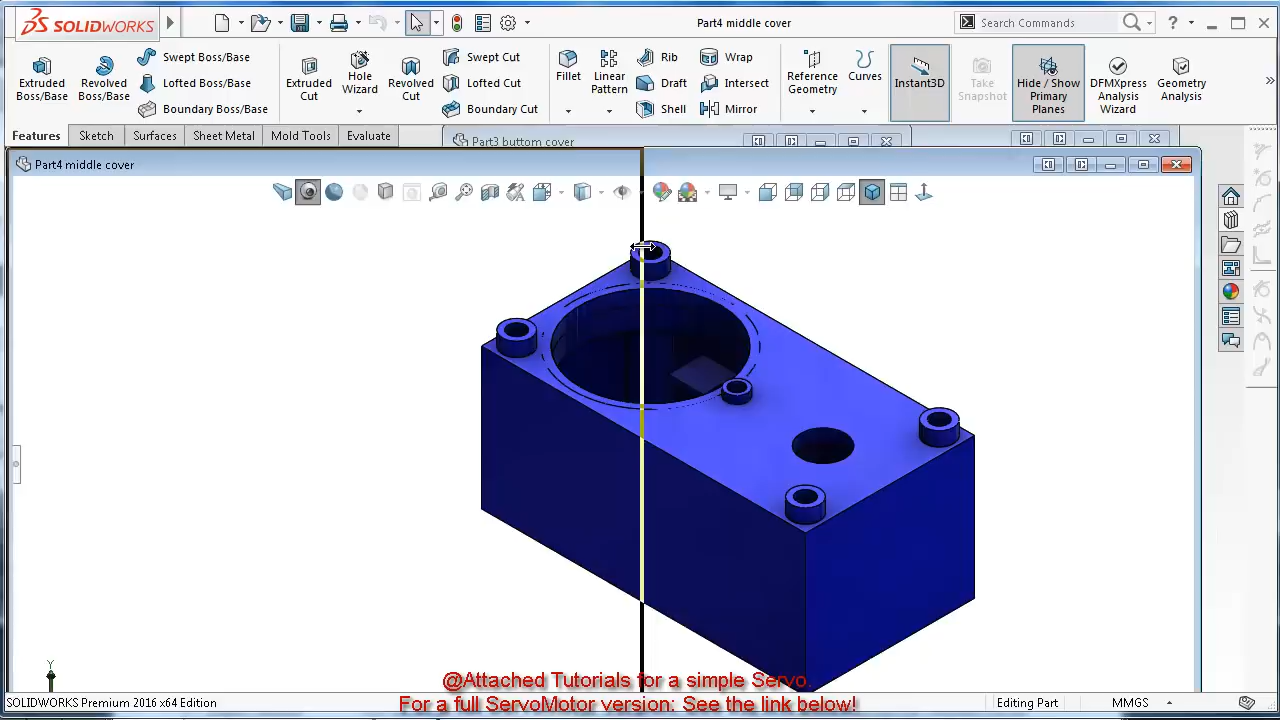 SOLIDWORKS
Part4 middle cover
Search Commands
Extruded Boss/Base
Revolved Boss/Base
Swept Boss/Base
Lofted Boss/Base
Boundary Boss/Base
Extruded Cut
Hole Wizard
Revolved Cut
Swept Cut
Lofted Cut
Boundary Cut
Fillet
Linear Pattern
Rib
Draft
Shell
Wrap
Intersect
Mirror
Reference Geometry
Curves
Instant3D
Take Snapshot
Hide / Show Primary Planes
DFMXpress Analysis Wizard
Geometry Analysis
Features
Sketch
Surfaces
Sheet Metal
Mold Tools
Evaluate
Part3 buttom cover
Part4 middle cover
Y
@Attached Tutorials for a simple Servo.
For a full ServoMotor version: See the link below!
SOLIDWORKS Premium 2016 x64 Edition
Editing Part
MMGS